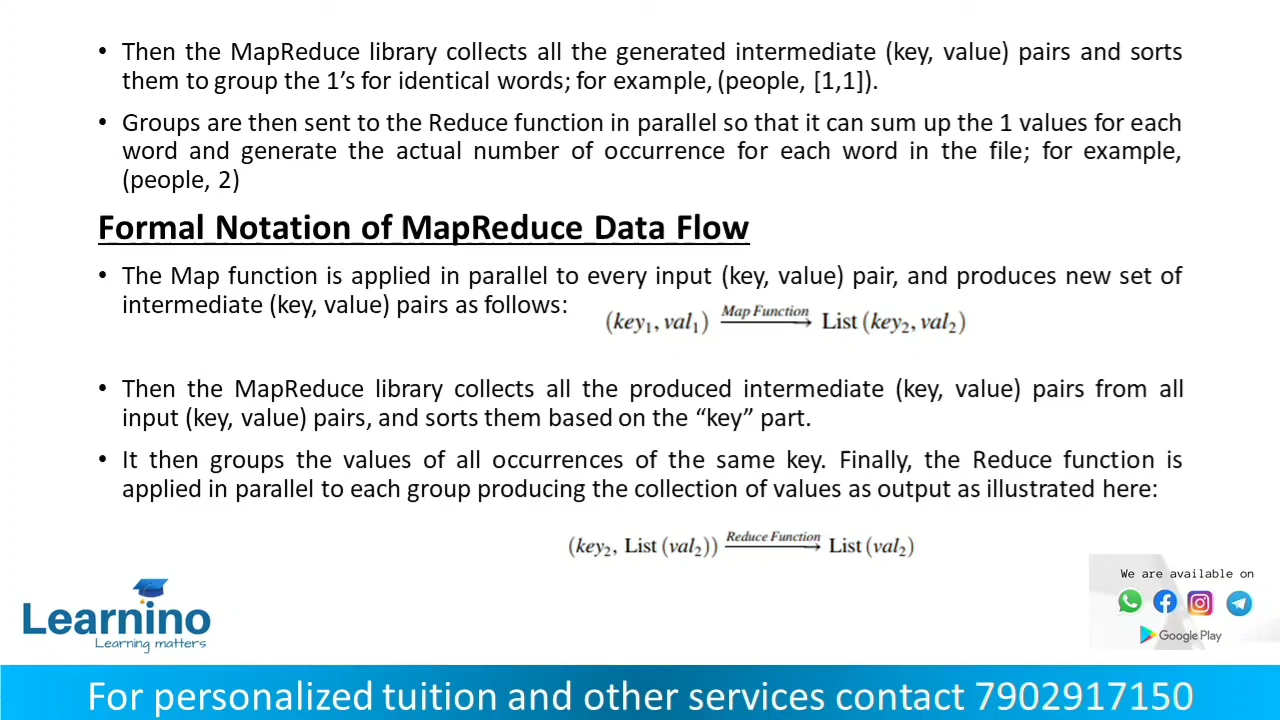 • Then the MapReduce library collects all the generated intermediate (key, value) pairs and sorts
them to group the 1’s for identical words; for example, (people, [1,1]).
• Groups are then sent to the Reduce function in parallel so that it can sum up the 1 values for each
word and generate the actual number of occurrence for each word in the file; for example,
(people, 2)
Formal Notation of MapReduce Data Flow
• The Map function is applied in parallel to every input (key, value) pair, and produces new set of
intermediate (key, value) pairs as follows:
(key₁, val₁) Map Function → List (key₂, val₂)
• Then the MapReduce library collects all the produced intermediate (key, value) pairs from all
input (key, value) pairs, and sorts them based on the “key” part.
• It then groups the values of all occurrences of the same key. Finally, the Reduce function is
applied in parallel to each group producing the collection of values as output as illustrated here:
(key₂, List (val₂)) Reduce Function → List (val₂)
We are available on
Google Play
Learnino
Learning matters
For personalized tuition and other services contact 7902917150